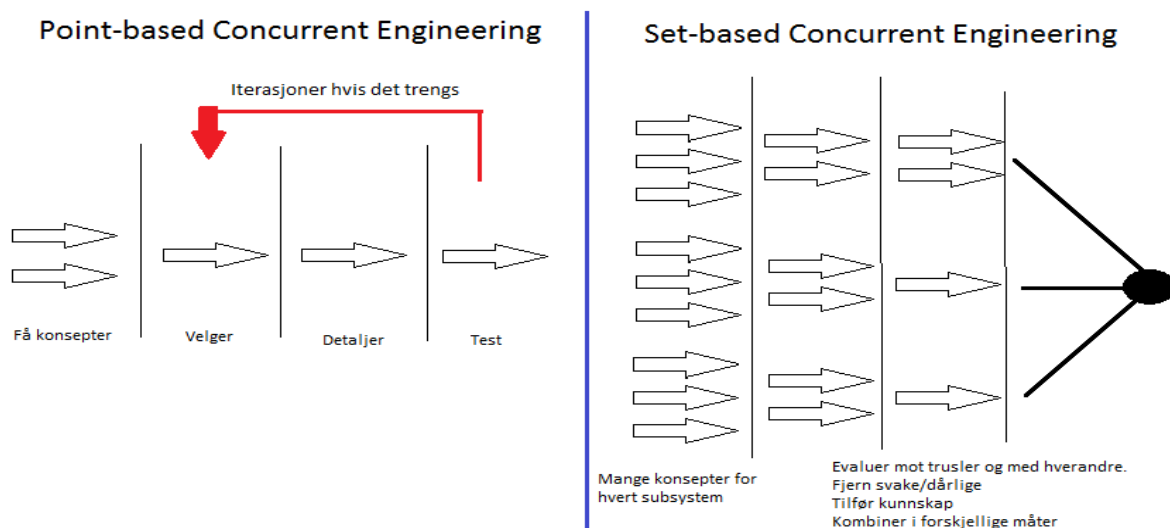 Point-based Concurrent Engineering
Iterasjoner hvis det trengs
Få konsepter
Velger
Detaljer
Test
Set-based Concurrent Engineering
Mange konsepter for
hvert subsystem
Evaluer mot trusler og med hverandre.
Fjern svake/dårlige
Tilfør kunnskap
Kombiner i forskjellige måter